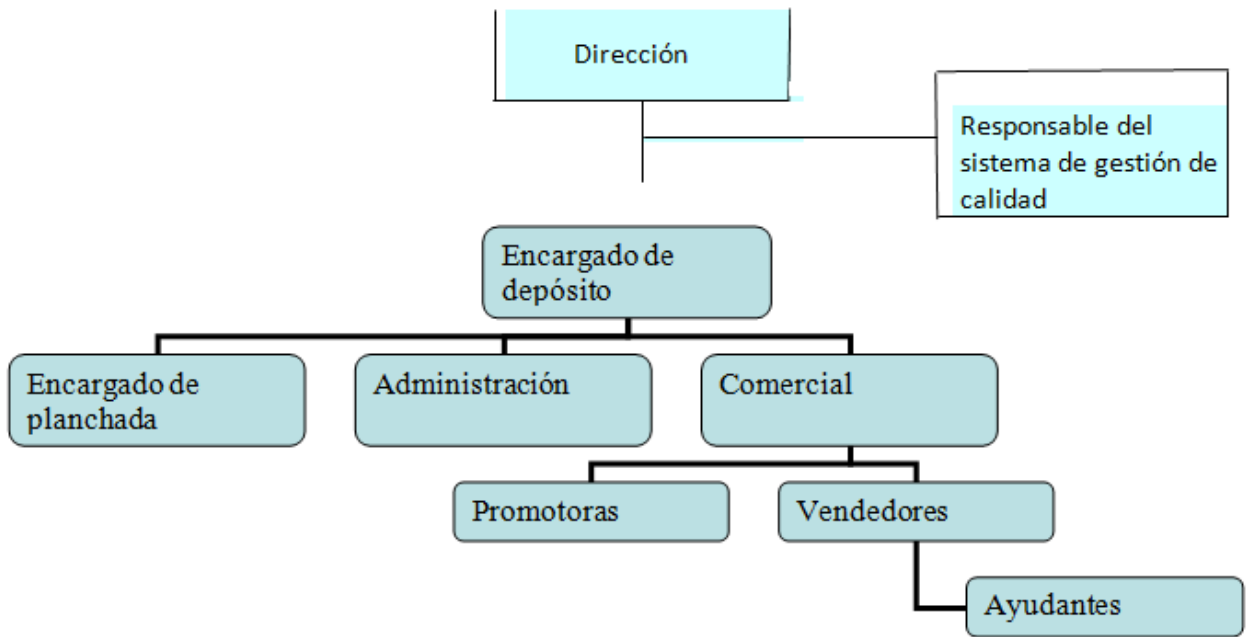 Dirección
Responsable del
sistema de gestión de
calidad
Encargado de
depósito
Encargado de
planchada
Administración
Comercial
Promotoras
Vendedores
Ayudantes